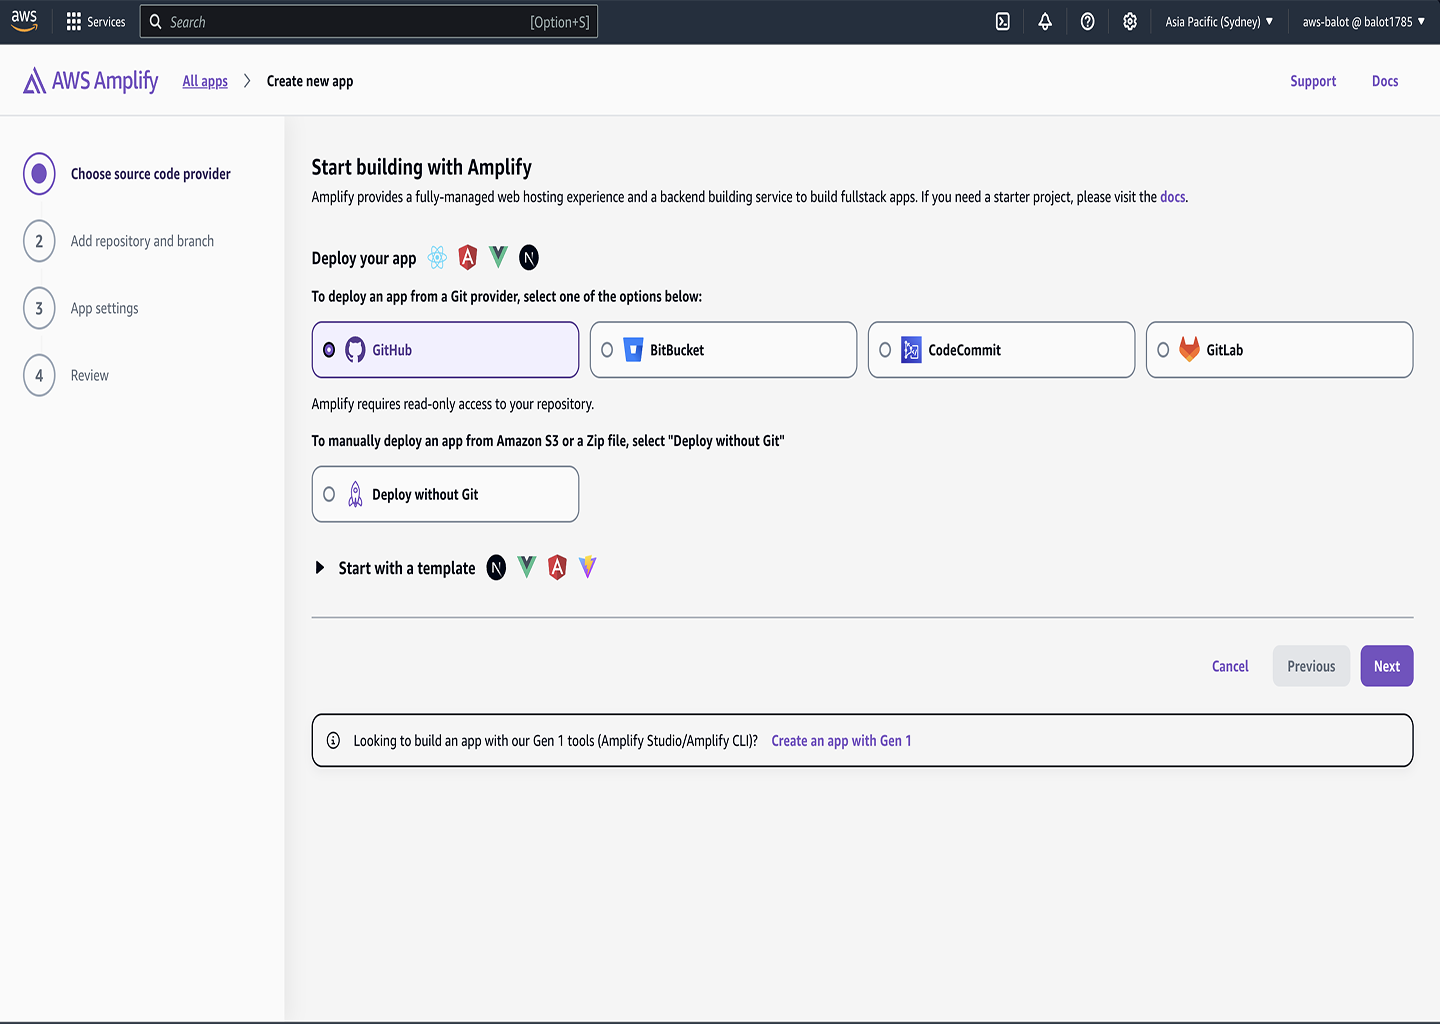 aws
Services
Search
[Option+S]
Asia Pacific (Sydney)
aws-balot @ balot1785
AWS Amplify
All apps
Create new app
Support
Docs
Choose source code provider
2
Add repository and branch
3
App settings
4
Review
Start building with Amplify
Amplify provides a fully-managed web hosting experience and a backend building service to build fullstack apps. If you need a starter project, please visit the docs.
Deploy your app
To deploy an app from a Git provider, select one of the options below:
GitHub
BitBucket
CodeCommit
GitLab
Amplify requires read-only access to your repository.
To manually deploy an app from Amazon S3 or a Zip file, select "Deploy without Git"
Deploy without Git
Start with a template
Cancel
Previous
Next
Looking to build an app with our Gen 1 tools (Amplify Studio/Amplify CLI)? Create an app with Gen 1